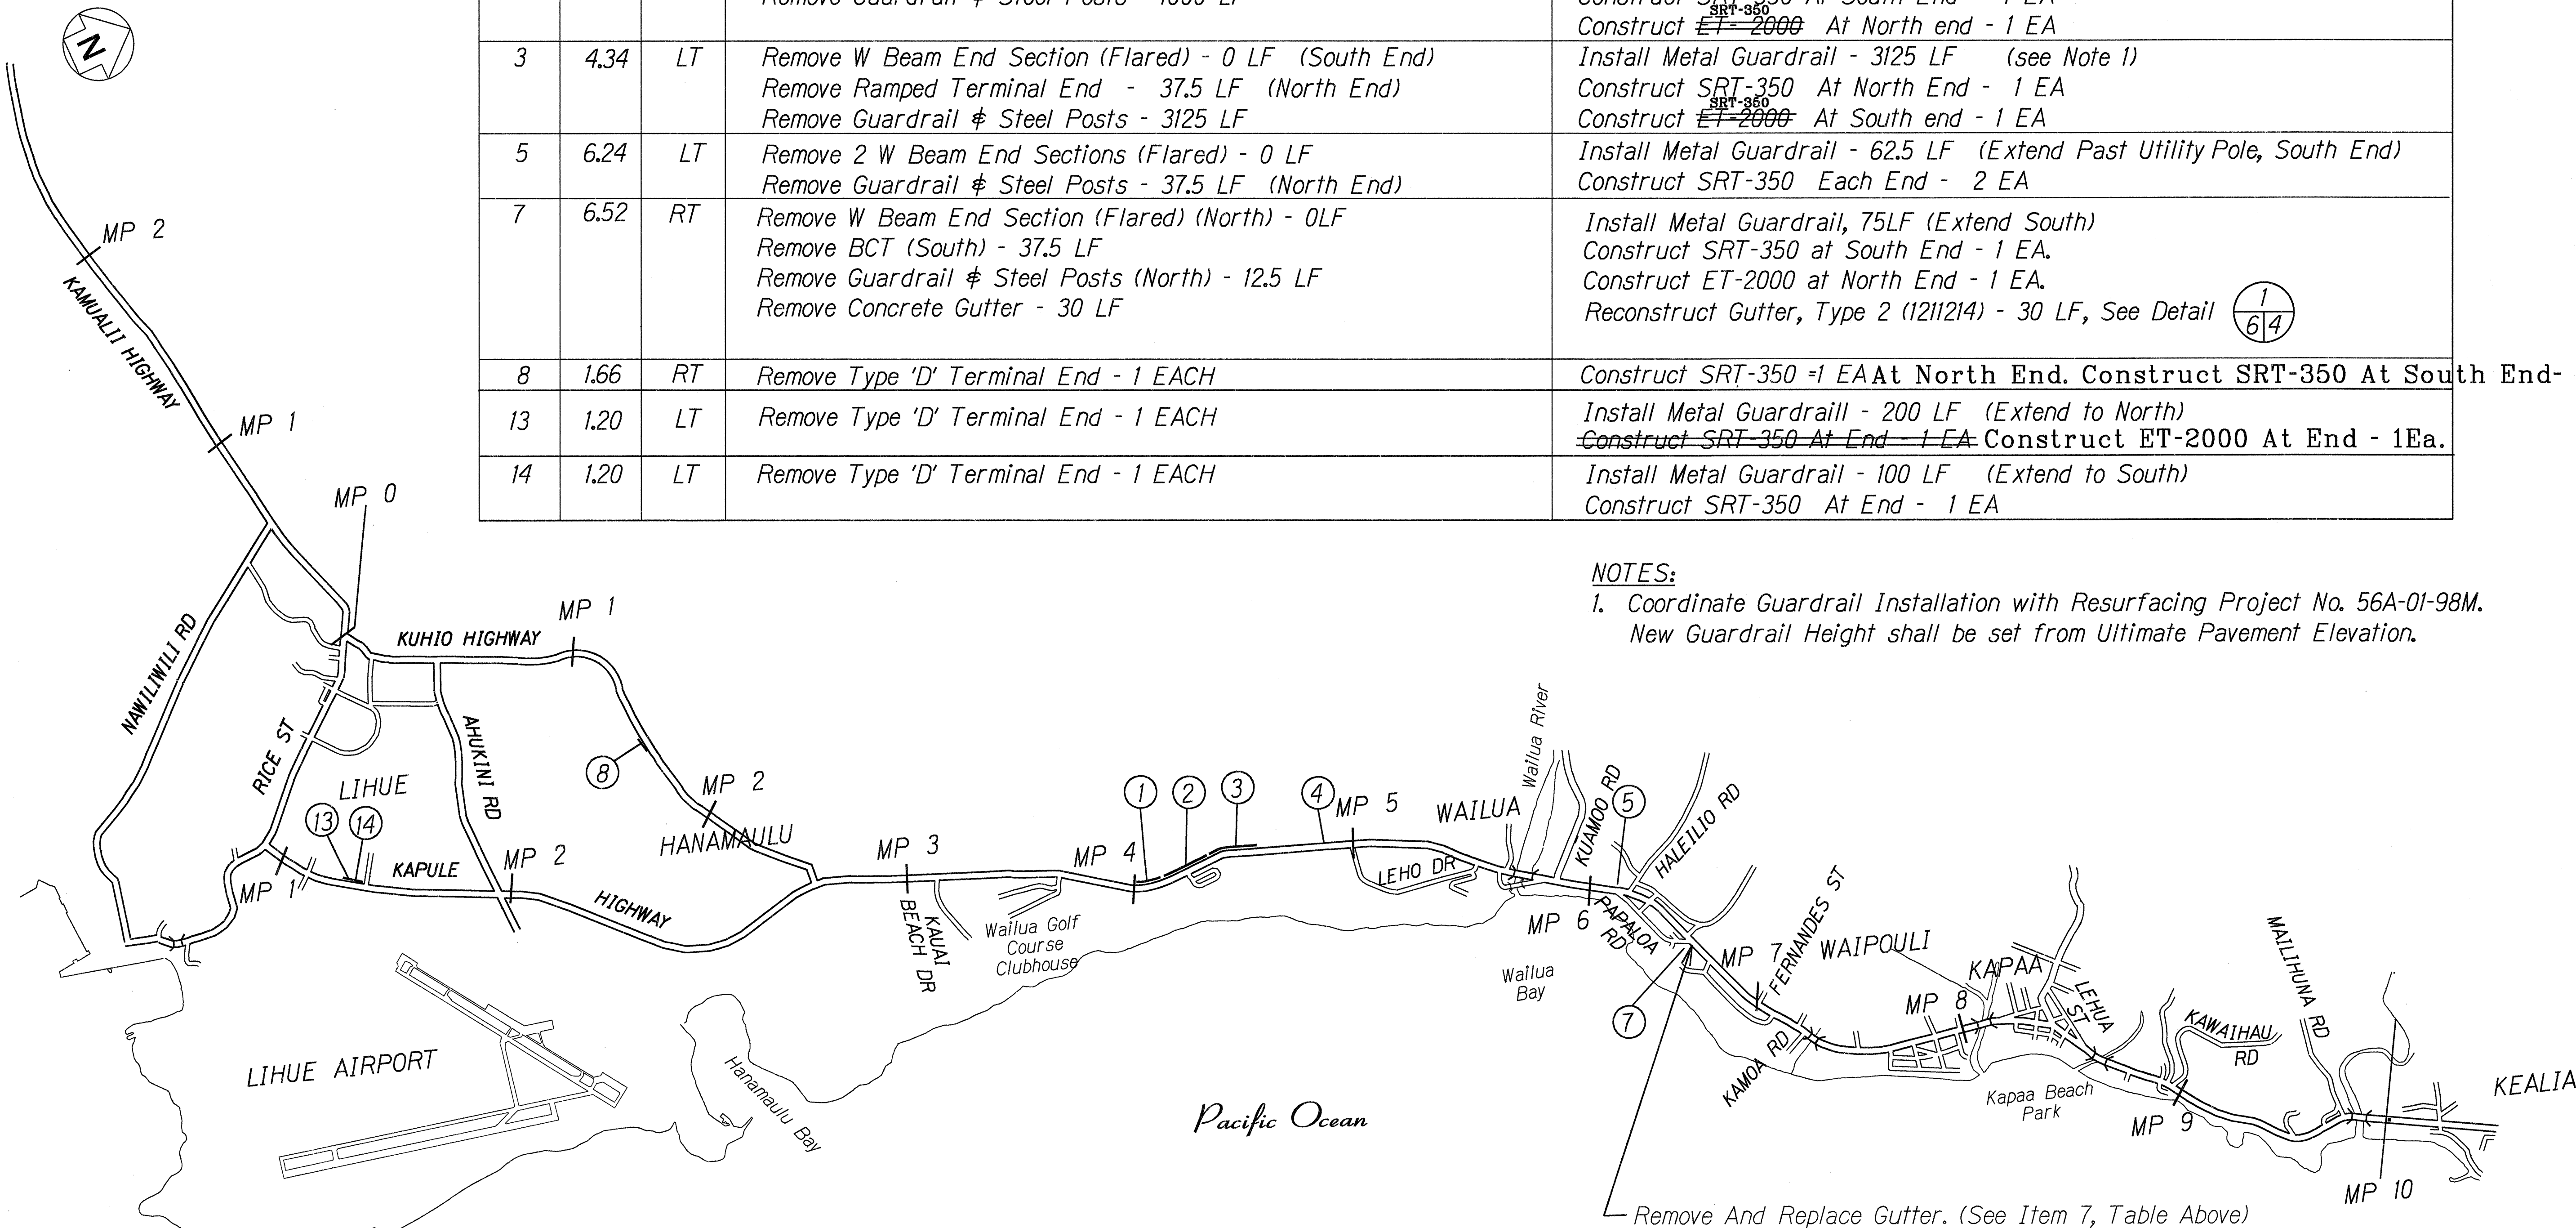 Remove Guardrail & Steel Posts - 1000 LF
Construct SRT-350 At South End - 1 EA
SRT-350
Construct ET-2000 At North end - 1 EA
3 4.34 LT Remove W Beam End Section (Flared) - 0 LF (South End) Install Metal Guardrail - 3125 LF (see Note 1)
Remove Ramped Terminal End - 37.5 LF (North End) Construct SRT-350 At North End - 1 EA
SRT-350
Remove Guardrail & Steel Posts - 3125 LF Construct ET-2000 At South end - 1 EA
5 6.24 LT Remove 2 W Beam End Sections (Flared) - 0 LF Install Metal Guardrail - 62.5 LF (Extend Past Utility Pole, South End)
Remove Guardrail & Steel Posts - 37.5 LF (North End) Construct SRT-350 Each End - 2 EA
7 6.52 RT Remove W Beam End Section (Flared) (North) - 0LF Install Metal Guardrail, 75LF (Extend South)
Remove BCT (South) - 37.5 LF Construct SRT-350 at South End - 1 EA.
Remove Guardrail & Steel Posts (North) - 12.5 LF Construct ET-2000 at North End - 1 EA.
Remove Concrete Gutter - 30 LF Reconstruct Gutter, Type 2 (1211214) - 30 LF, See Detail 1 6 4
8 1.66 RT Remove Type 'D' Terminal End - 1 EACH Construct SRT-350 =1 EA At North End. Construct SRT-350 At South End-
13 1.20 LT Remove Type 'D' Terminal End - 1 EACH Install Metal Guardraill - 200 LF (Extend to North)
Construct SRT-350 At End - 1 EA Construct ET-2000 At End - 1Ea.
14 1.20 LT Remove Type 'D' Terminal End - 1 EACH Install Metal Guardrail - 100 LF (Extend to South)
Construct SRT-350 At End - 1 EA
NOTES:
1. Coordinate Guardrail Installation with Resurfacing Project No. 56A-01-98M.
New Guardrail Height shall be set from Ultimate Pavement Elevation.
N
MP 2
KAMUALII HIGHWAY
MP 1
MP 0
NAWILIWILI RD
KUHIO HIGHWAY
MP 1
RICE ST
LIHUE
AHUKINI RD
8
MP 2
HANAMAULU
13
14
MP 1
KAPULE
MP 2
HIGHWAY
MP 3
KAUAI
BEACH DR
Wailua Golf
Course
Clubhouse
MP 4
1
2
3
4
MP 5
LEHO DR
WAILUA
Wailua River
KUAMOO RD
5
HALEILIO RD
MP 6
PAPALOA
RD
Wailua
Bay
7
MP 7
FERNANDES ST
WAIPOULI
KAMOA RD
MP 8
KAPAA
LEHUA
ST
Kapaa Beach
Park
KAWAIHAU
RD
MP 9
MAILIHUNA RD
MP 10
KEALIA
LIHUE AIRPORT
Hanamaulu Bay
Pacific Ocean
Remove And Replace Gutter. (See Item 7, Table Above)